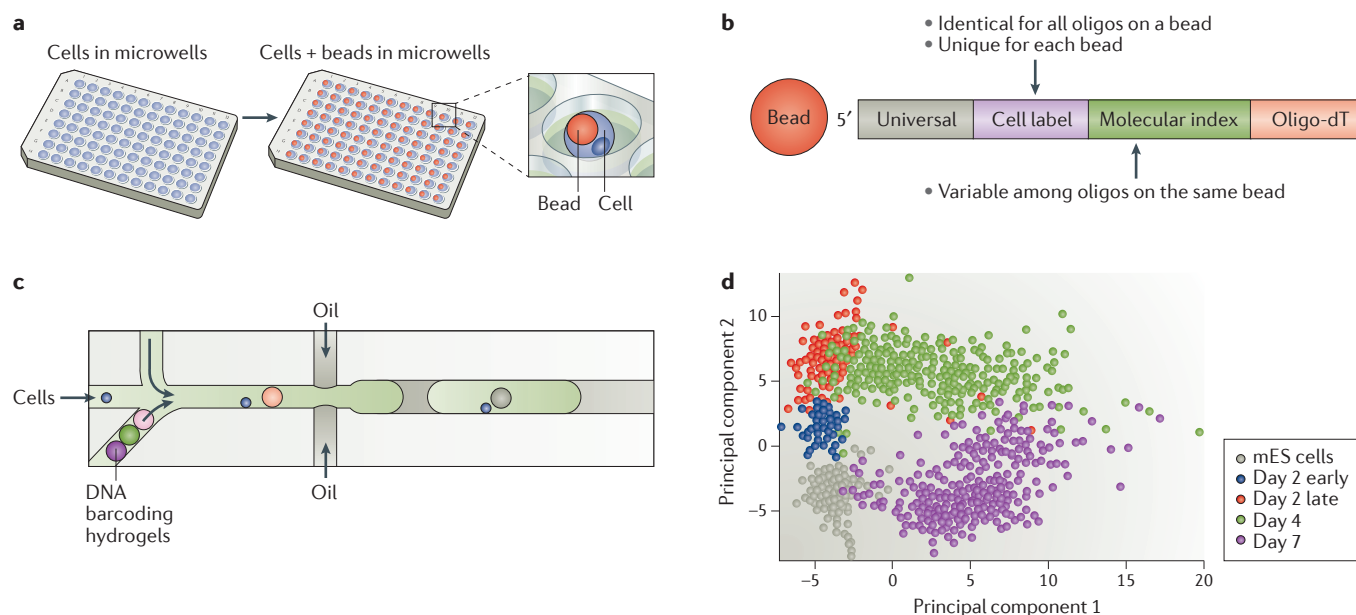 a
Cells in microwells
Cells + beads in microwells
Bead
Cell
b
• Identical for all oligos on a bead
• Unique for each bead
Bead
5′
Universal
Cell label
Molecular index
Oligo-dT
• Variable among oligos on the same bead
c
Oil
Cells
Oil
DNA
barcoding
hydrogels
d
Principal component 2
10
5
0
−5
−5
0
5
10
15
20
Principal component 1
mES cells
Day 2 early
Day 2 late
Day 4
Day 7